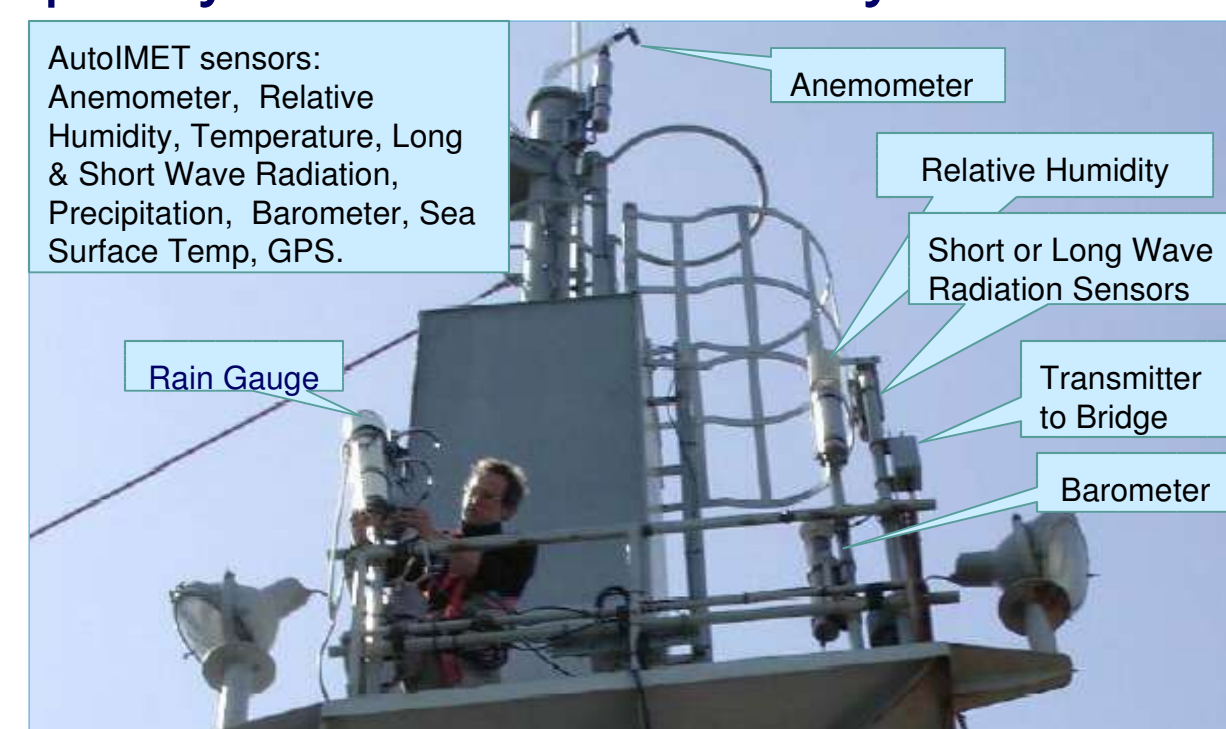 AutoIMET sensors:
Anemometer, Relative
Humidity, Temperature, Long
& Short Wave Radiation,
Precipitation, Barometer, Sea
Surface Temp, GPS.
Anemometer
Relative Humidity
Short or Long Wave
Radiation Sensors
Rain Gauge
Transmitter
to Bridge
Barometer